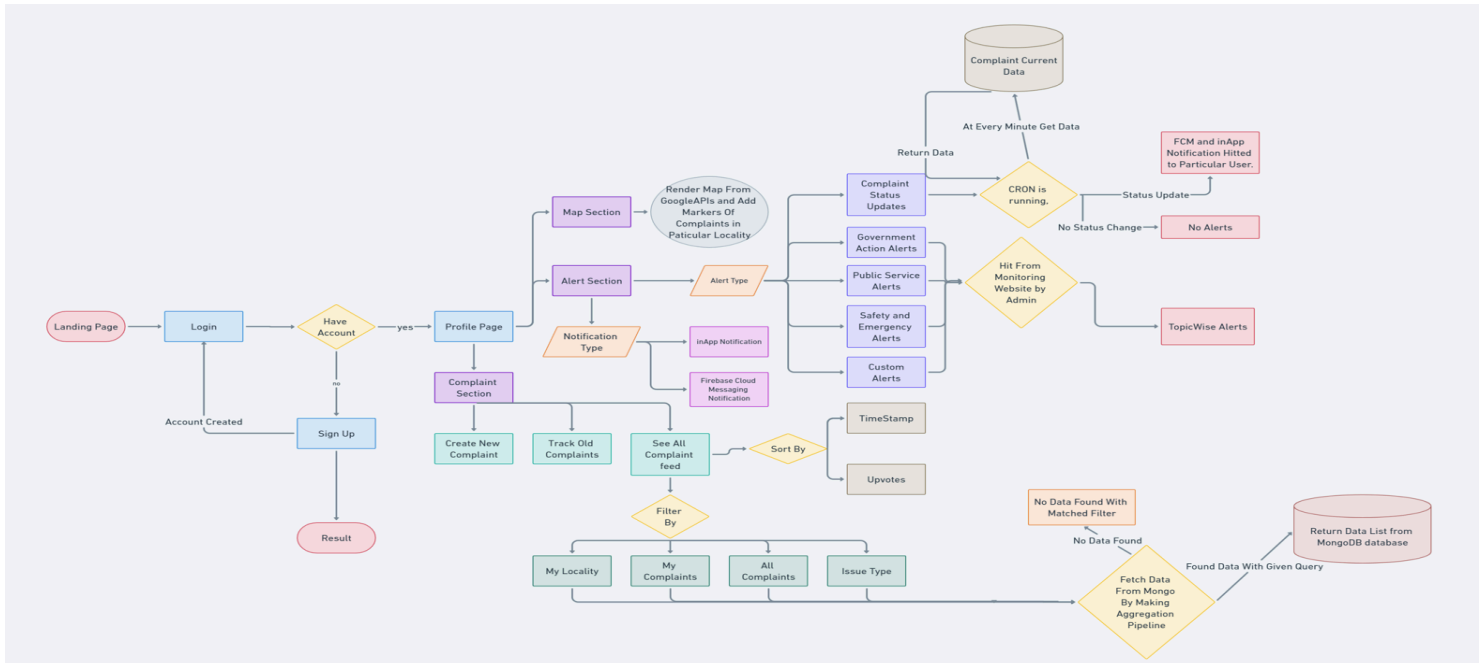 Complaint Current
Data
At Every Minute Get Data
Return Data
FCM and inApp
Notification Hitted
to Particular User.
Complaint
Status
Updates
CRON is
running,
Status Update
No Status Change
No Alerts
Map Section
Render Map From
GoogleAPIs and Add
Markers Of
Complaints in
Paticular Locality
Government
Action Alerts
Alert Section
Alert Type
Public Service
Alerts
Hit From
Monitoring
Website by
Admin
Landing Page
Login
Have
Account
yes
Profile Page
Notification
Type
inApp Notification
Safety and
Emergency
Alerts
TopicWise Alerts
Custom
Alerts
no
Complaint
Section
Firebase Cloud
Messaging
Notification
Account Created
Sign Up
Create New
Complaint
Track Old
Complaints
See All
Complaint
feed
Sort By
TimeStamp
Upvotes
Filter
By
Result
My Locality
My
Complaints
All
Complaints
Issue Type
No Data Found With
Matched Filter
No Data Found
Return Data List from
MongoDB database
Found Data With Given Query
Fetch Data
From Mongo
By Making
Aggregation
Pipeline